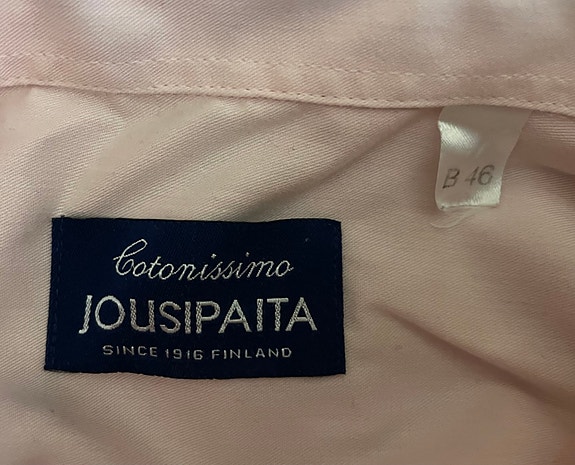 B 46
Cotonissimo
JOUSIPAITA
SINCE 1916 FINLAND